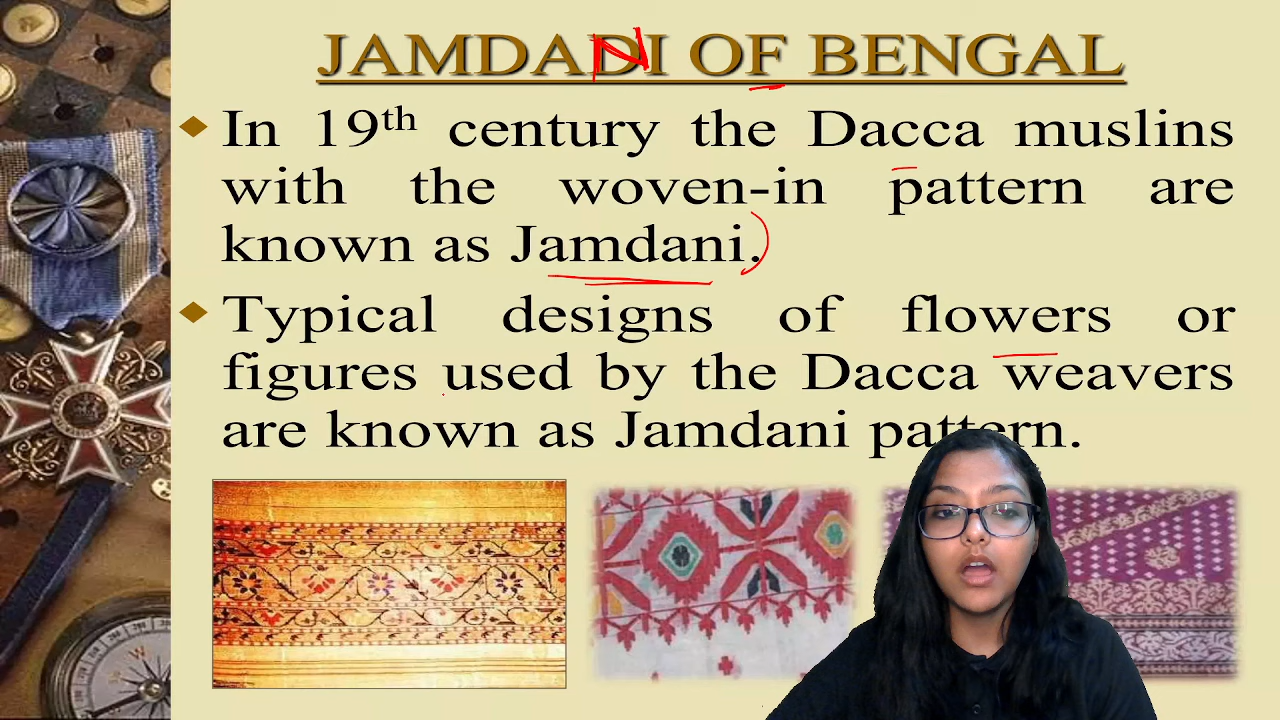 JAMDADI OF BENGAL
N
In 19th century the Dacca muslins
with the woven-in pattern are
known as Jamdani.)
Typical designs of flowers or
figures used by the Dacca weavers
are known as Jamdani pattern.